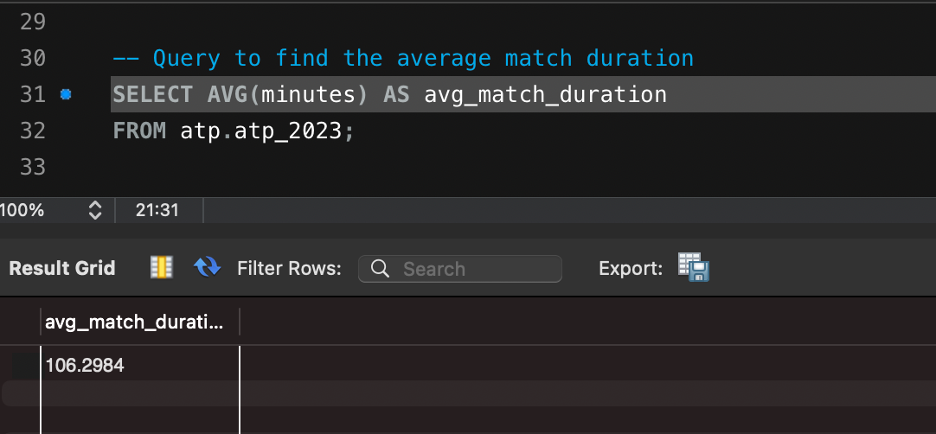 29
30 -- Query to find the average match duration
31 SELECT AVG(minutes) AS avg_match_duration
32 FROM atp.atp_2023;
33
100% 21:31
Result Grid Filter Rows: Search Export:
avg_match_durati...
106.2984